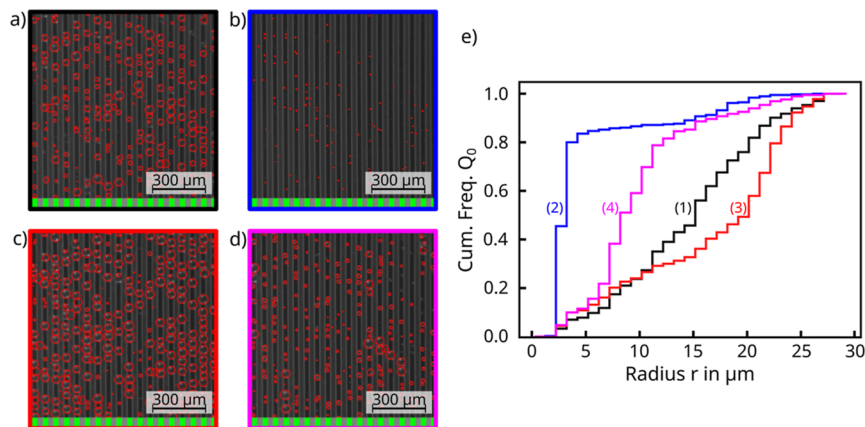 a)
300 µm
b)
300 µm
c)
300 µm
d)
300 µm
e)
Cum. Freq. Q0
1.0
0.8
0.6
0.4
0.2
0.0
(2)
(4)
(1)
(3)
0
5
10
15
20
25
30
Radius r in µm